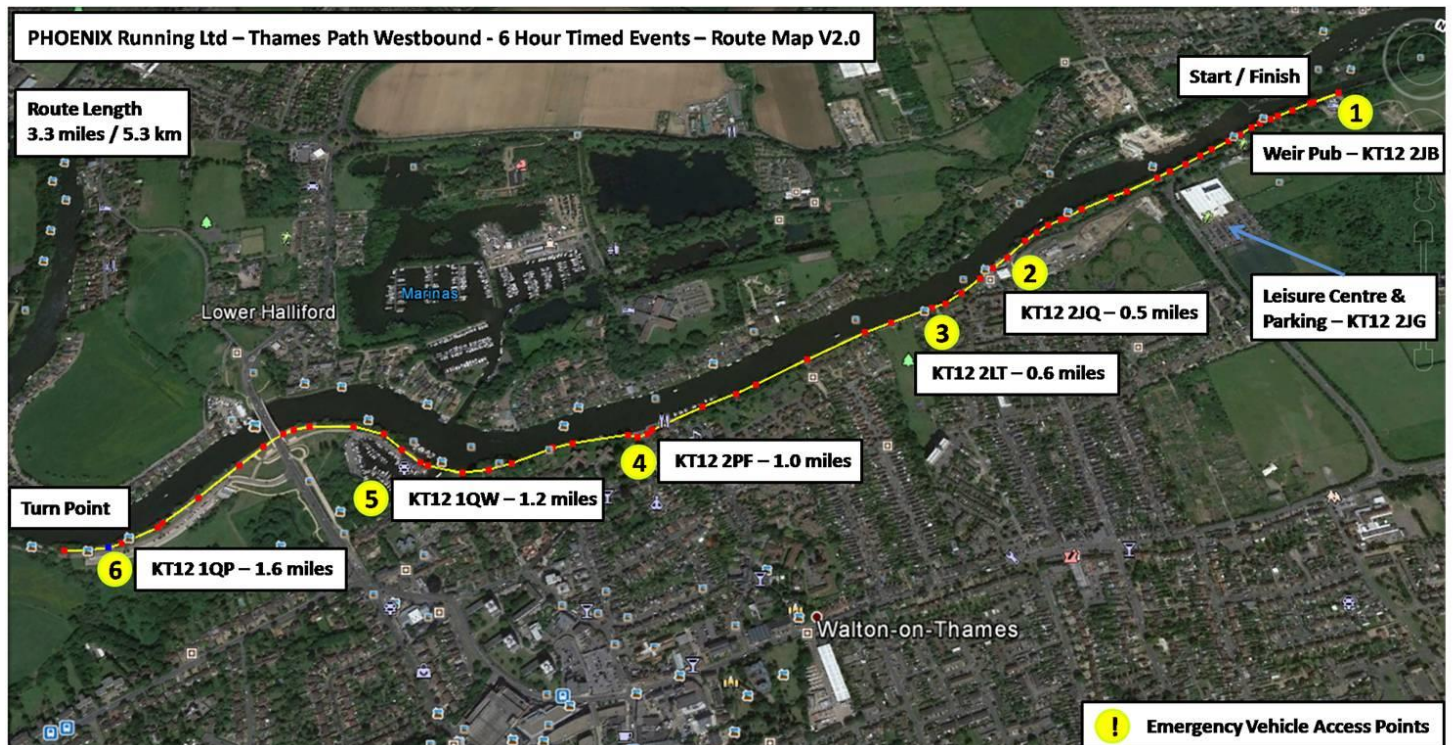 PHOENIX Running Ltd – Thames Path Westbound - 6 Hour Timed Events – Route Map V2.0
Start / Finish
Route Length
3.3 miles / 5.3 km
1
Weir Pub – KT12 2JB
2
Leisure Centre &
Parking – KT12 2JG
KT12 2JQ – 0.5 miles
Marinas
Lower Halliford
3
KT12 2LT – 0.6 miles
4
KT12 2PF – 1.0 miles
5
KT12 1QW – 1.2 miles
Turn Point
6
KT12 1QP – 1.6 miles
Walton-on-Thames
! Emergency Vehicle Access Points